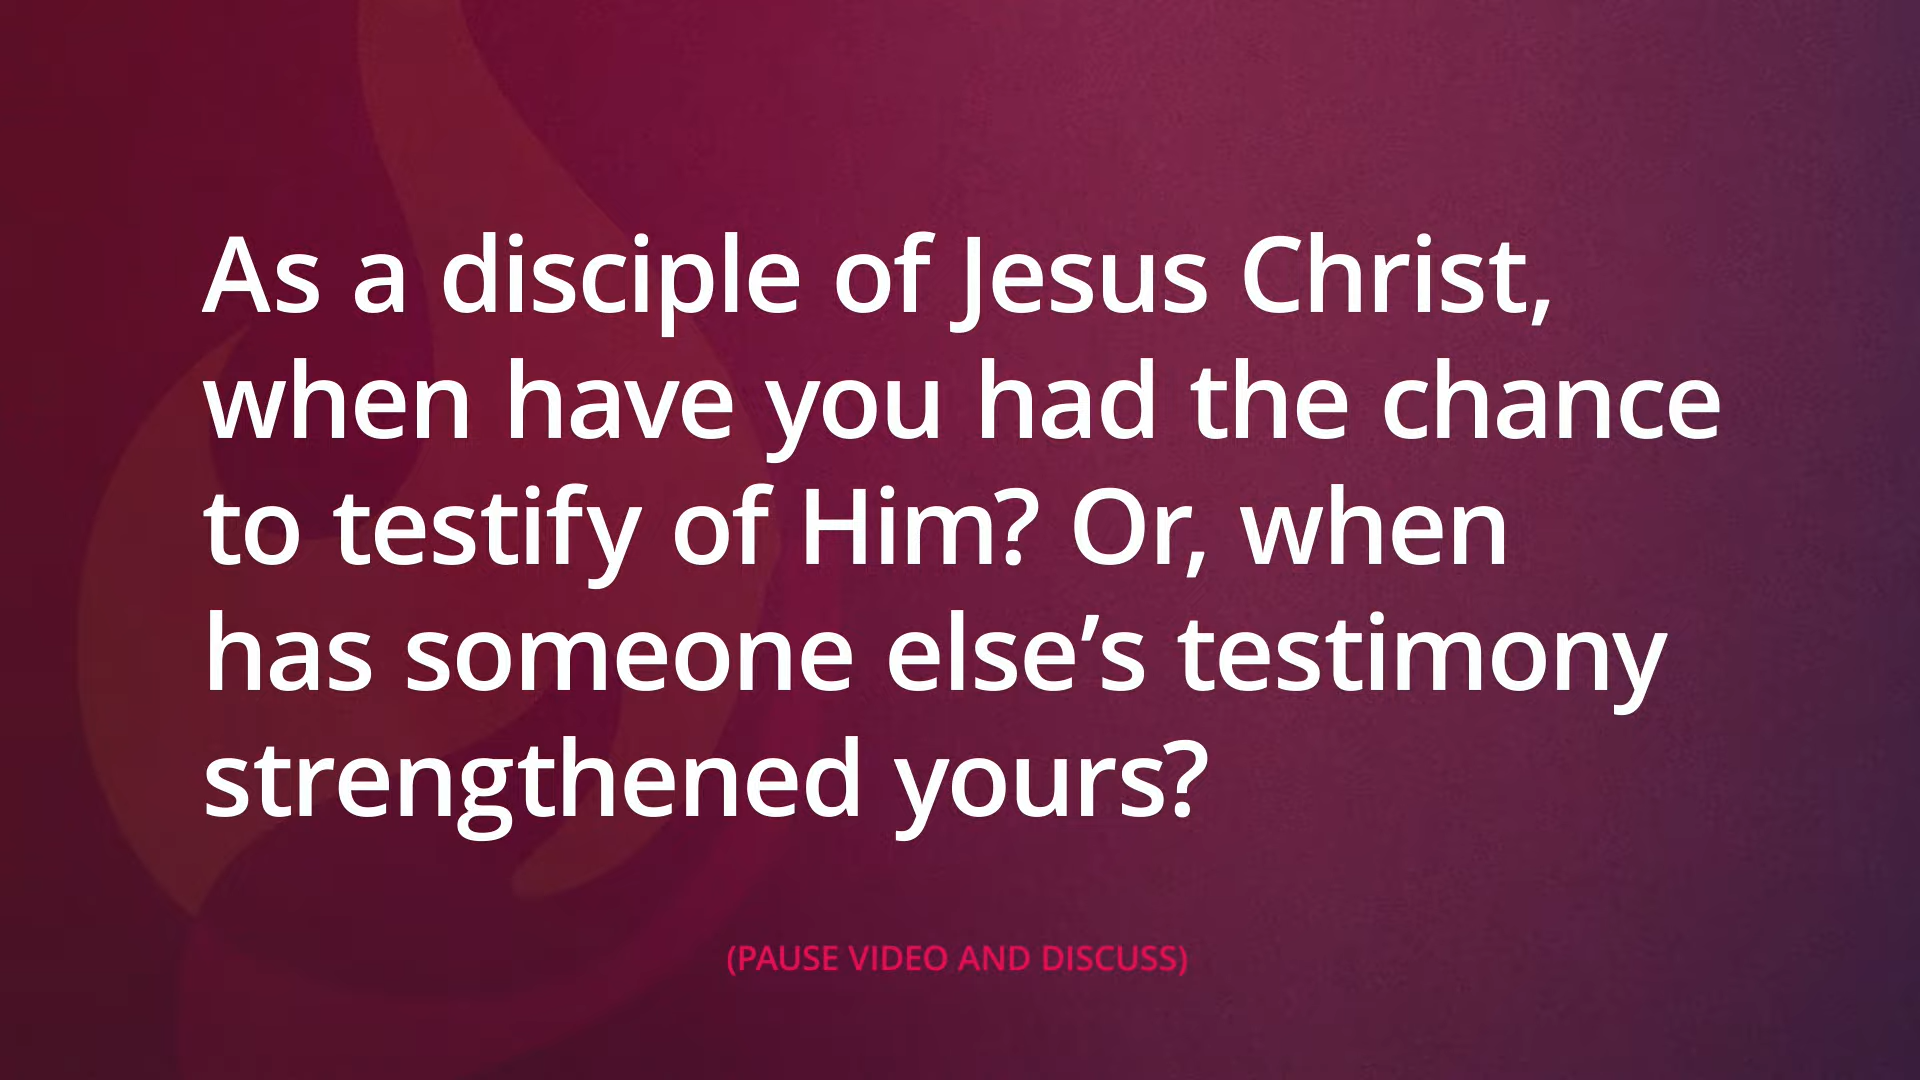 As a disciple of Jesus Christ,
when have you had the chance
to testify of Him? Or, when
has someone else’s testimony
strengthened yours?
(PAUSE VIDEO AND DISCUSS)